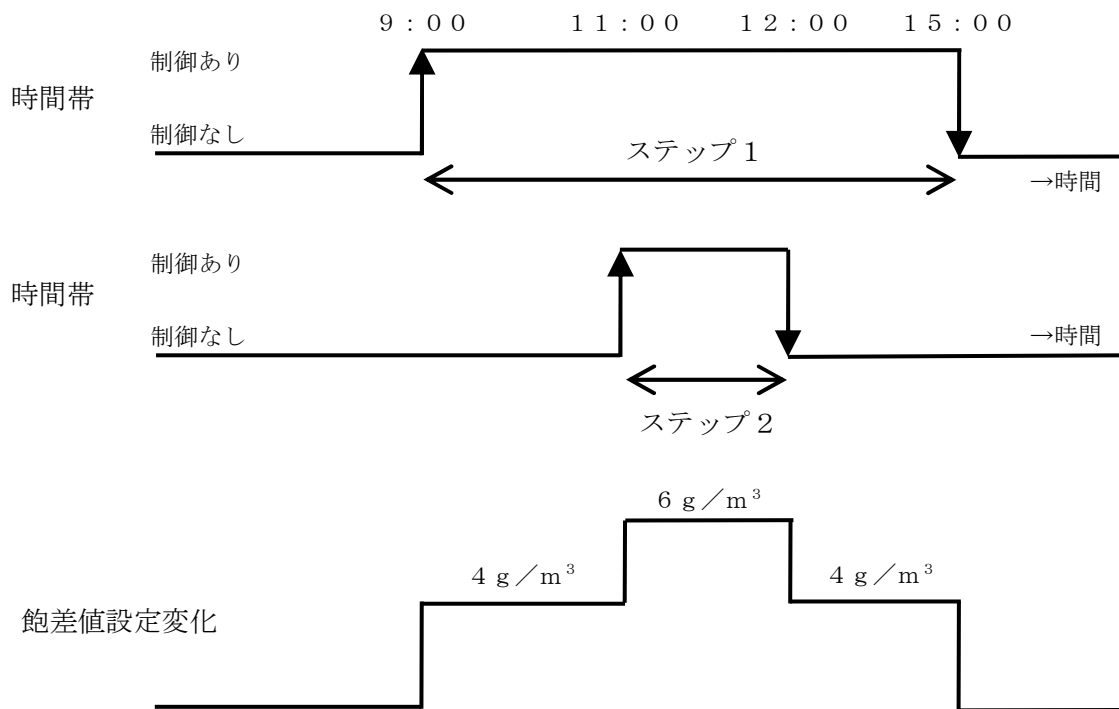 ９：００　１１：００　１２：００　１５：００
制御あり
時間帯
制御なし
ステップ１
→時間
制御あり
時間帯
制御なし
→時間
ステップ２
６ｇ／ｍ³
４ｇ／ｍ³　４ｇ／ｍ³
飽差値設定変化